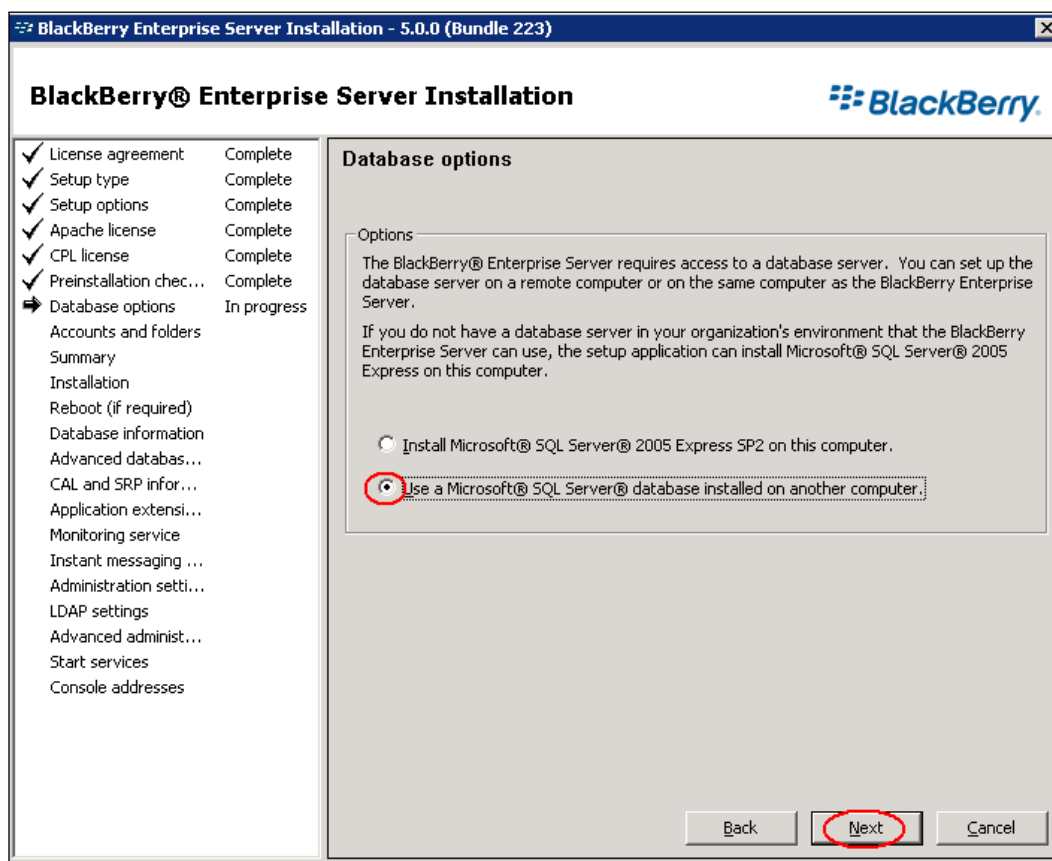 BlackBerry Enterprise Server Installation - 5.0.0 (Bundle 223)
BlackBerry® Enterprise Server Installation
BlackBerry.
License agreement Complete
Setup type Complete
Setup options Complete
Apache license Complete
CPL license Complete
Preinstallation chec... Complete
Database options In progress
Accounts and folders
Summary
Installation
Reboot (if required)
Database information
Advanced databas...
CAL and SRP infor...
Application extensi...
Monitoring service
Instant messaging ...
Administration setti...
LDAP settings
Advanced administ...
Start services
Console addresses
Database options
Options
The BlackBerry® Enterprise Server requires access to a database server. You can set up the
database server on a remote computer or on the same computer as the BlackBerry Enterprise
Server.
If you do not have a database server in your organization's environment that the BlackBerry
Enterprise Server can use, the setup application can install Microsoft® SQL Server® 2005
Express on this computer.
Install Microsoft® SQL Server® 2005 Express SP2 on this computer.
Use a Microsoft® SQL Server® database installed on another computer.
Back Next Cancel